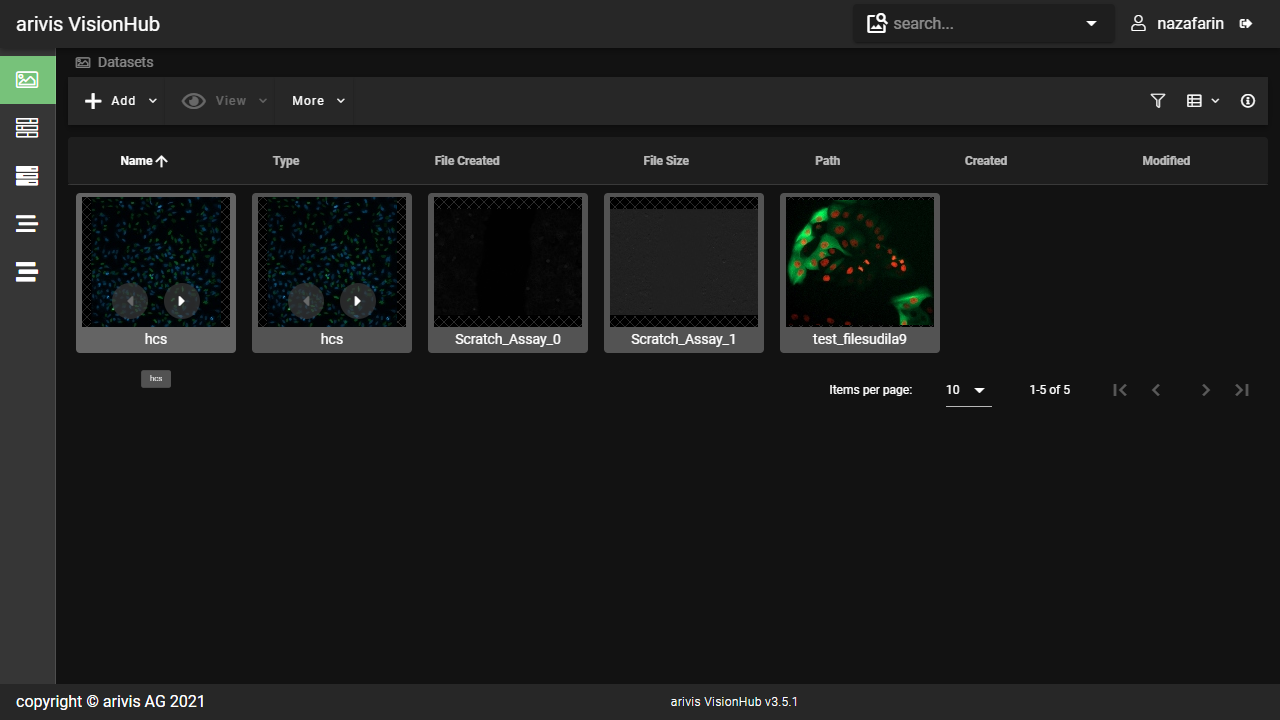 arivis VisionHub
search...
nazafarin
Datasets
Add
View
More
Name
Type
File Created
File Size
Path
Created
Modified
hcs
hcs
Scratch_Assay_0
Scratch_Assay_1
test_filesudila9
hcs
Items per page:
10
1-5 of 5
copyright © arivis AG 2021
arivis VisionHub v3.5.1